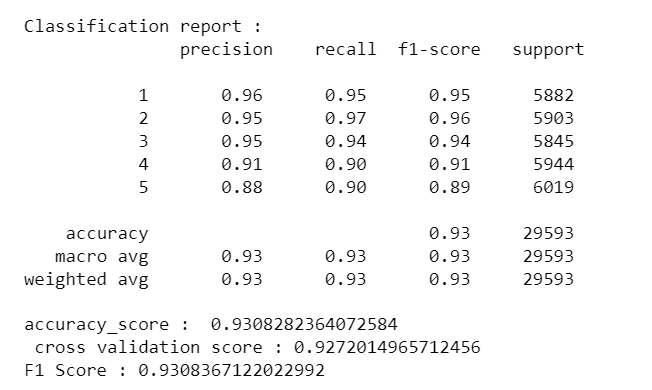 Classification report :
precision recall f1-score support
1 0.96 0.95 0.95 5882
2 0.95 0.97 0.96 5903
3 0.95 0.94 0.94 5845
4 0.91 0.90 0.91 5944
5 0.88 0.90 0.89 6019
accuracy 0.93 29593
macro avg 0.93 0.93 0.93 29593
weighted avg 0.93 0.93 0.93 29593
accuracy_score : 0.9308282364072584
cross validation score : 0.9272014965712456
F1 Score : 0.9308367122022992